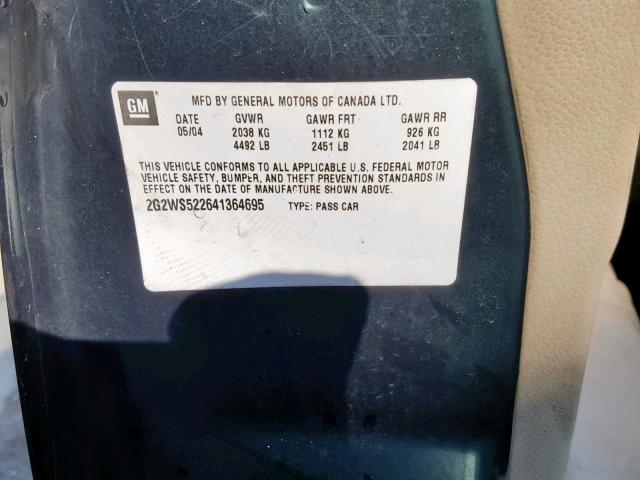 GM MFD BY GENERAL MOTORS OF CANADA LTD.
DATE GVWR GAWR FRT GAWR RR
05/04 2038 KG 1112 KG 926 KG
4492 LB 2451 LB 2041 LB
THIS VEHICLE CONFORMS TO ALL APPLICABLE U.S. FEDERAL MOTOR
VEHICLE SAFETY, BUMPER, AND THEFT PREVENTION STANDARDS IN
EFFECT ON THE DATE OF MANUFACTURE SHOWN ABOVE.
2G2WS522641364695 TYPE: PASS CAR